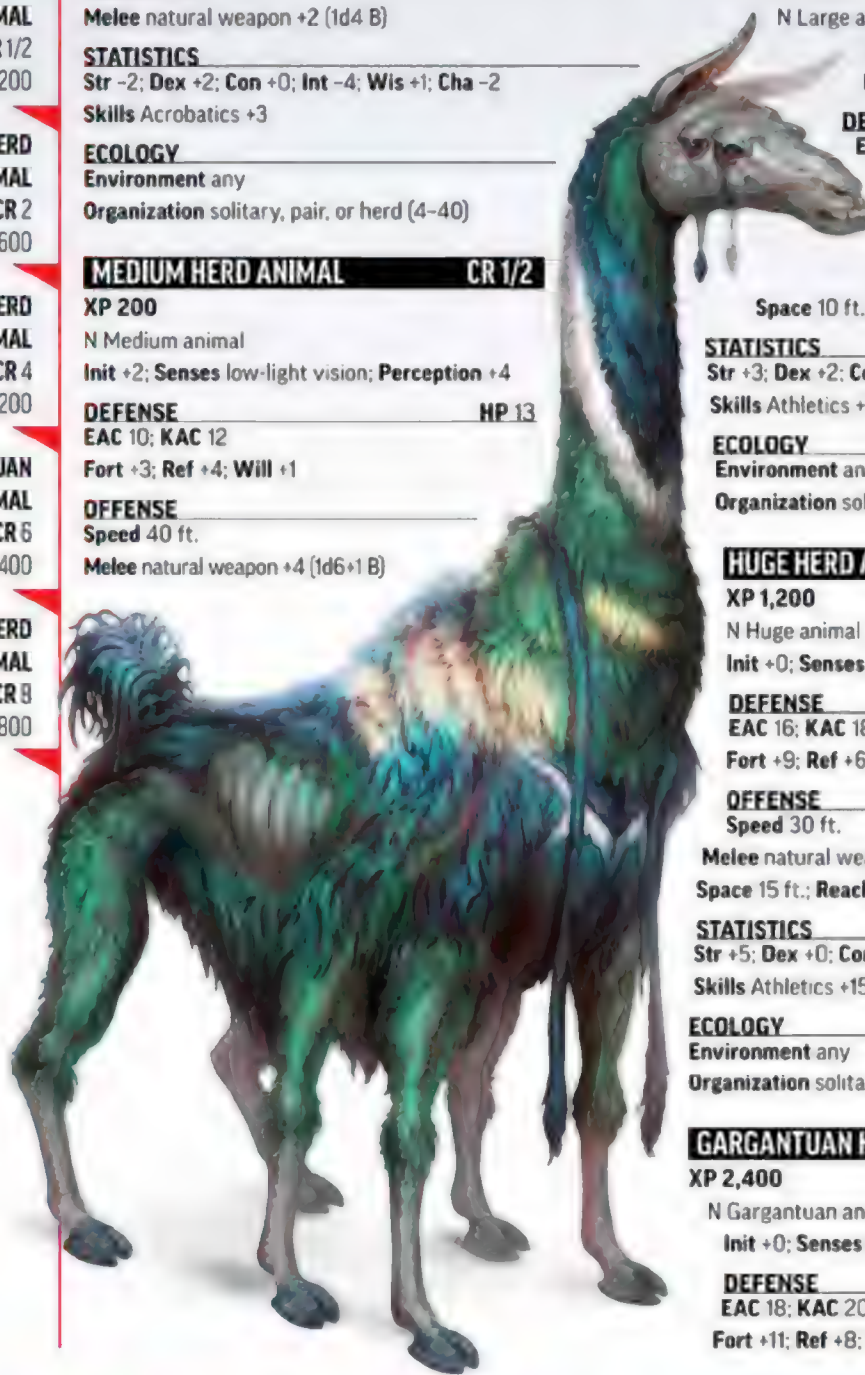 MAL
1/2
200
ERD
MAL
CR 2
600
ERD
MAL
CR 4
200
UAN
MAL
CR 6
400
ERD
MAL
CR 8
800
Melee natural weapon +2 (1d4 B)
STATISTICS
Str –2; Dex +2; Con +0; Int –4; Wis +1; Cha –2
Skills Acrobatics +3
ECOLOGY
Environment any
Organization solitary, pair, or herd (4–40)
MEDIUM HERD ANIMAL CR 1/2
XP 200
N Medium animal
Init +2; Senses low-light vision; Perception +4
DEFENSE HP 13
EAC 10; KAC 12
Fort +3; Ref +4; Will +1
OFFENSE
Speed 40 ft.
Melee natural weapon +4 (1d6+1 B)
N Large a
DE
E
Space 10 ft.
STATISTICS
Str +3; Dex +2; Co
Skills Athletics +
ECOLOGY
Environment an
Organization sol
HUGE HERD A
XP 1,200
N Huge animal
Init +0; Senses
DEFENSE
EAC 16; KAC 18
Fort +9; Ref +6
OFFENSE
Speed 30 ft.
Melee natural wea
Space 15 ft.; Reach
STATISTICS
Str +5; Dex +0; Con
Skills Athletics +15
ECOLOGY
Environment any
Organization solita
GARGANTUAN H
XP 2,400
N Gargantuan an
Init +0; Senses
DEFENSE
EAC 18; KAC 20
Fort +11; Ref +8;